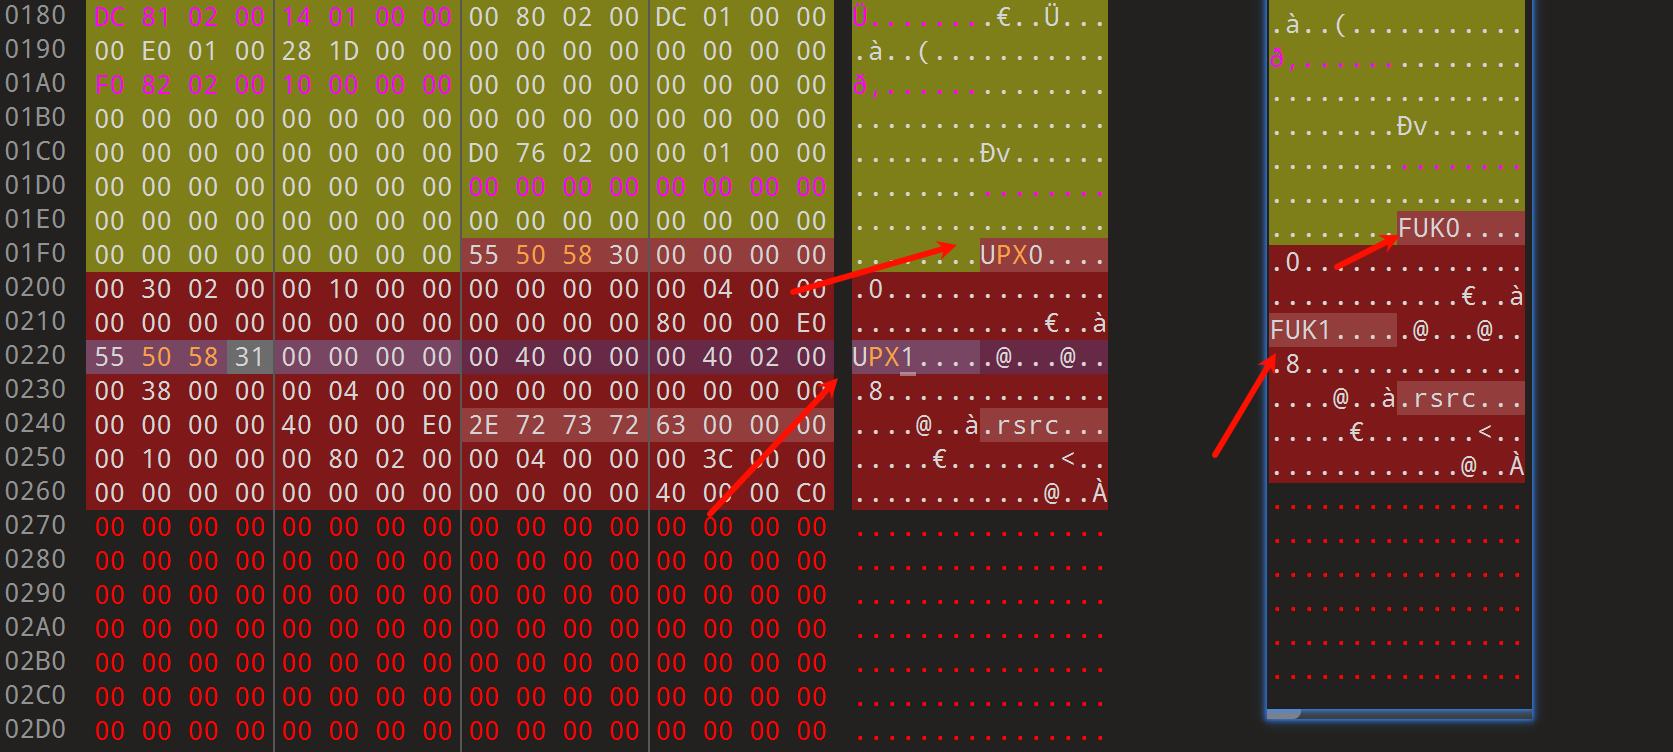 0180 DC 81 02 00 14 01 00 00 00 80 02 00 DC 01 00 00 Ü........€..Ü... .à..(...........
0190 00 E0 01 00 28 1D 00 00 00 00 00 00 00 00 00 00 .à..(........... ð,..............
01A0 F0 82 02 00 10 00 00 00 00 00 00 00 00 00 00 00 ð,.............. ................
01B0 00 00 00 00 00 00 00 00 00 00 00 00 00 00 00 00 ................ ........Ðv......
01C0 00 00 00 00 00 00 00 00 D0 76 02 00 00 01 00 00 ........Ðv...... ................
01D0 00 00 00 00 00 00 00 00 00 00 00 00 00 00 00 00 ................ ................
01E0 00 00 00 00 00 00 00 00 00 00 00 00 00 00 00 00 ................ ........FUK0....
01F0 00 00 00 00 00 00 00 00 55 50 58 30 00 00 00 00 ........UPX0.... .0..............
0200 00 30 02 00 00 10 00 00 00 00 00 00 00 04 00 00 .0.............. ............€..à
0210 00 00 00 00 00 00 00 00 00 00 00 00 80 00 00 E0 ............€..à FUK1.....@...@..
0220 55 50 58 31 00 00 00 00 00 40 00 00 00 40 02 00 UPX1.....@...@.. .8..............
0230 00 38 00 00 00 04 00 00 00 00 00 00 00 00 00 00 .8.............. ....@..à.rsrc...
0240 00 00 00 00 40 00 00 E0 2E 72 73 72 63 00 00 00 ....@..à.rsrc... .....€.......<..
0250 00 10 00 00 00 80 02 00 00 04 00 00 00 3C 00 00 .....€.......<.. ............@..À
0260 00 00 00 00 00 00 00 00 00 00 00 00 40 00 00 C0 ............@..À ................
0270 00 00 00 00 00 00 00 00 00 00 00 00 00 00 00 00 ................ ................
0280 00 00 00 00 00 00 00 00 00 00 00 00 00 00 00 00 ................ ................
0290 00 00 00 00 00 00 00 00 00 00 00 00 00 00 00 00 ................ ................
02A0 00 00 00 00 00 00 00 00 00 00 00 00 00 00 00 00 ................ ................
02B0 00 00 00 00 00 00 00 00 00 00 00 00 00 00 00 00 ................ ................
02C0 00 00 00 00 00 00 00 00 00 00 00 00 00 00 00 00 ................
02D0 00 00 00 00 00 00 00 00 00 00 00 00 00 00 00 00 ................